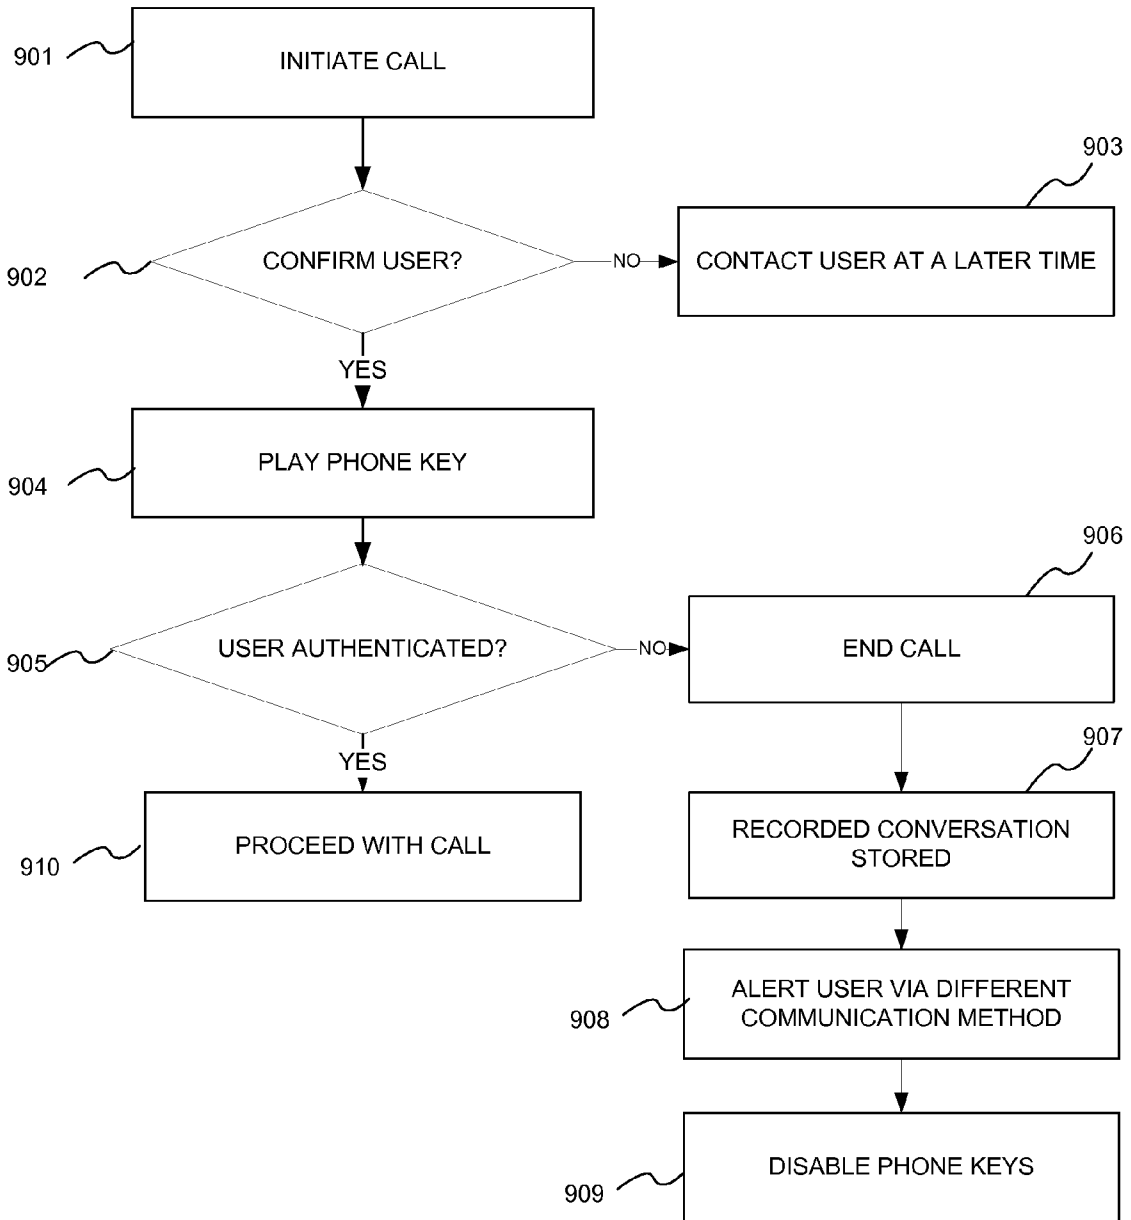 901
INITIATE CALL
903
902
CONFIRM USER?
NO
CONTACT USER AT A LATER TIME
YES
904
PLAY PHONE KEY
906
905
USER AUTHENTICATED?
NO
END CALL
YES
907
910
PROCEED WITH CALL
RECORDED CONVERSATION
STORED
908
ALERT USER VIA DIFFERENT
COMMUNICATION METHOD
909
DISABLE PHONE KEYS